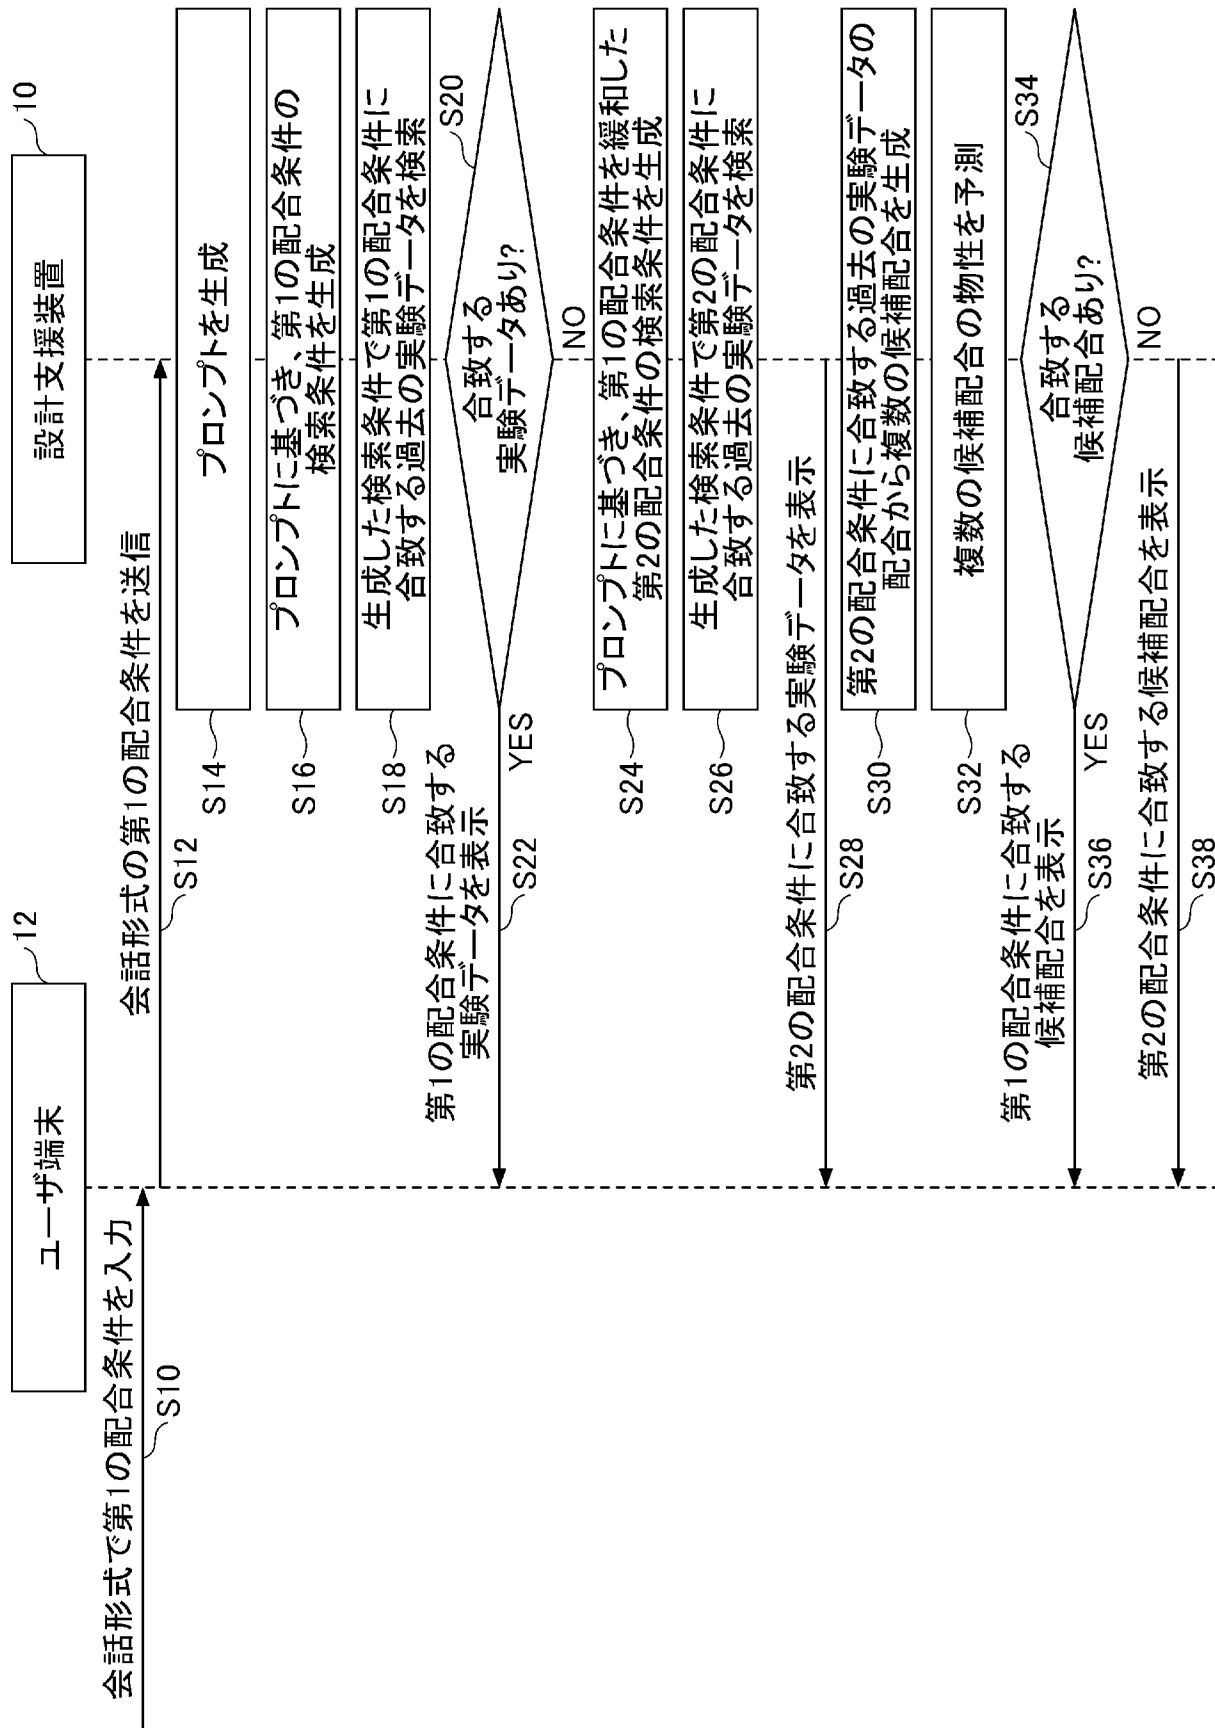 ユーザ端末
12
設計支援装置
10
会話形式で第1の配合条件を入力
S10
会話形式の第1の配合条件を送信
S12
プロンプトを生成
S14
プロンプトに基づき、第1の配合条件の
検索条件を生成
S16
生成した検索条件で第1の配合条件に
合致する過去の実験データを検索
S18
合致する
実験データあり?
S20
YES
NO
第1の配合条件に合致する
実験データを表示
S22
プロンプトに基づき、第1の配合条件を緩和した
第2の配合条件の検索条件を生成
S24
生成した検索条件で第2の配合条件に
合致する過去の実験データを検索
S26
第2の配合条件に合致する実験データを表示
S28
第2の配合条件に合致する過去の実験データの
配合から複数の候補配合を生成
S30
複数の候補配合の物性を予測
S32
合致する
候補配合あり?
S34
YES
NO
第1の配合条件に合致する
候補配合を表示
S36
第2の配合条件に合致する候補配合を表示
S38